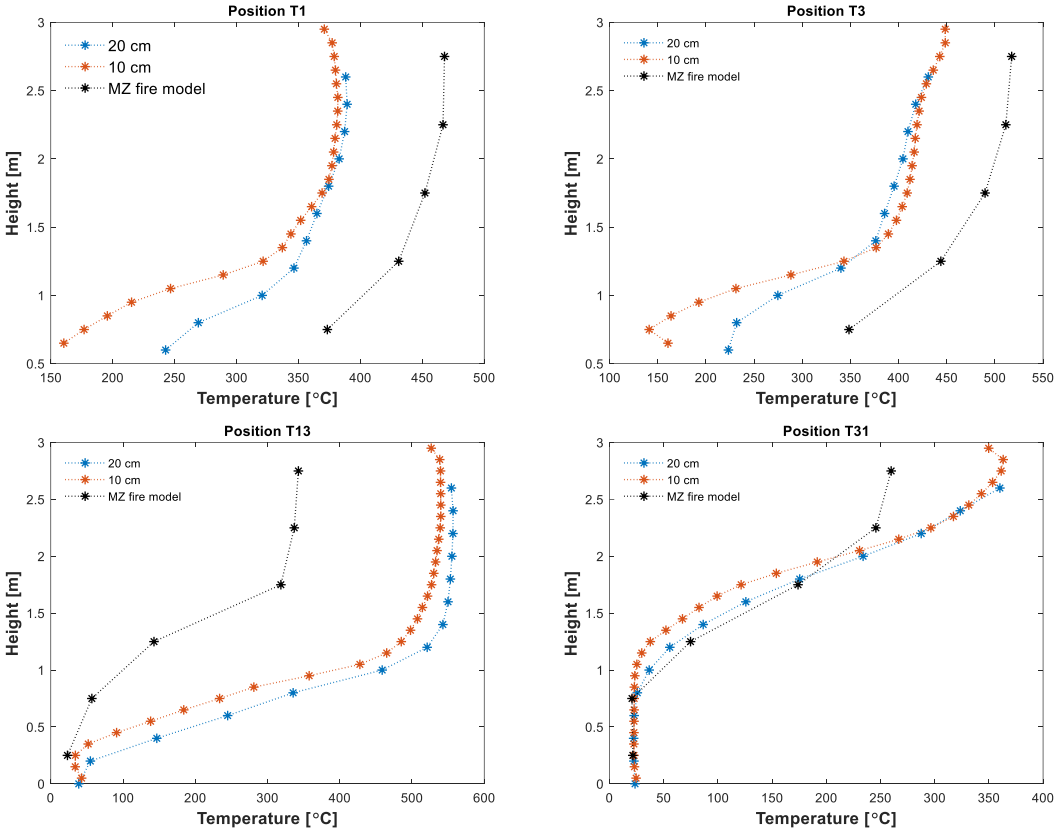 Position T1
3
2.5
2
1.5
1
0.5
Height [m]
20 cm
10 cm
MZ fire model
150 200 250 300 350 400 450 500
Temperature [°C]
Position T3
3
2.5
2
1.5
1
0.5
Height [m]
20 cm
10 cm
MZ fire model
100 150 200 250 300 350 400 450 500 550
Temperature [°C]
Position T13
3
2.5
2
1.5
1
0.5
0
Height [m]
20 cm
10 cm
MZ fire model
0 100 200 300 400 500 600
Temperature [°C]
Position T31
3
2.5
2
1.5
1
0.5
0
Height [m]
20 cm
10 cm
MZ fire model
0 50 100 150 200 250 300 350 400
Temperature [°C]